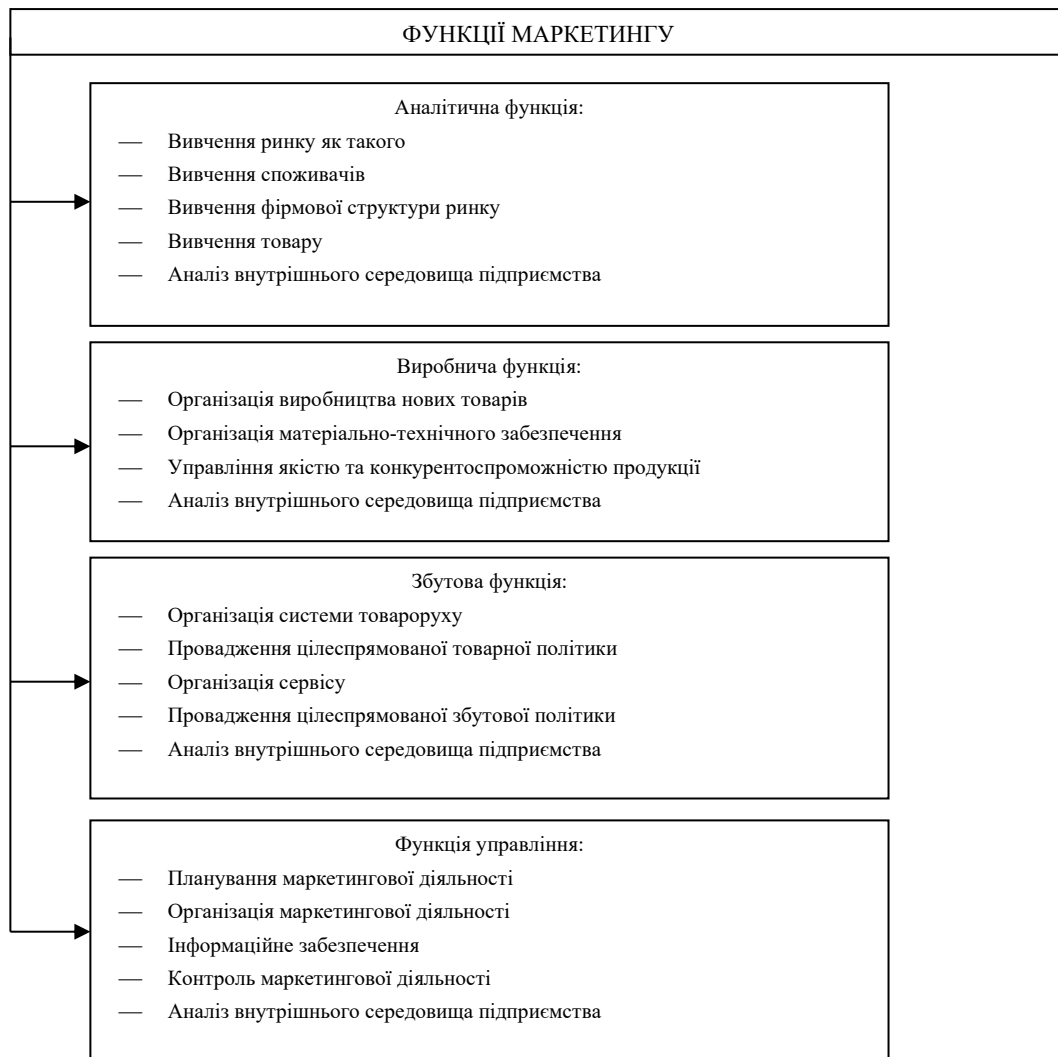 ФУНКЦІЇ МАРКЕТИНГУ
Аналітична функція:
— Вивчення ринку як такого
— Вивчення споживачів
— Вивчення фірмової структури ринку
— Вивчення товару
— Аналіз внутрішнього середовища підприємства
Виробнича функція:
— Організація виробництва нових товарів
— Організація матеріально-технічного забезпечення
— Управління якістю та конкурентоспроможністю продукції
— Аналіз внутрішнього середовища підприємства
Збутова функція:
— Організація системи товароруху
— Провадження цілеспрямованої товарної політики
— Організація сервісу
— Провадження цілеспрямованої збутової політики
— Аналіз внутрішнього середовища підприємства
Функція управління:
— Планування маркетингової діяльності
— Організація маркетингової діяльності
— Інформаційне забезпечення
— Контроль маркетингової діяльності
— Аналіз внутрішнього середовища підприємства